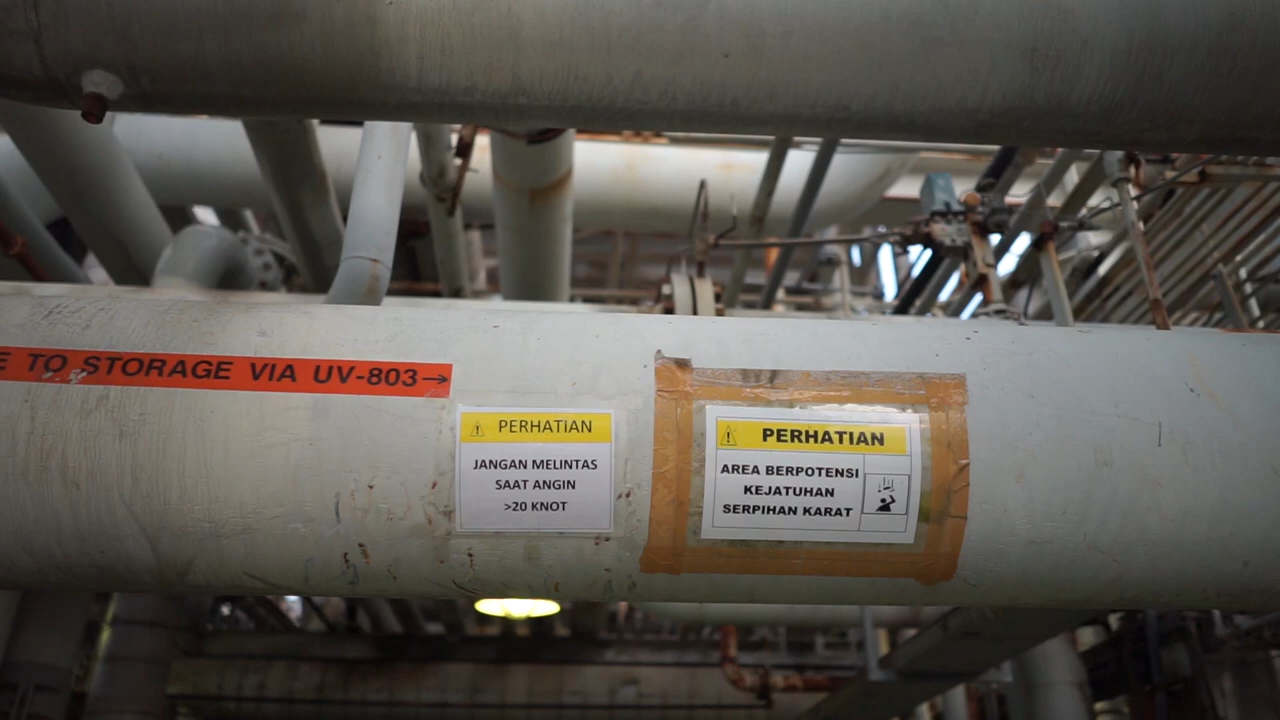 E TO STORAGE VIA UV-803→
PERHATIAN
JANGAN MELINTAS
SAAT ANGIN
>20 KNOT
PERHATIAN
AREA BERPOTENSI
KEJATUHAN
SERPIHAN KARAT